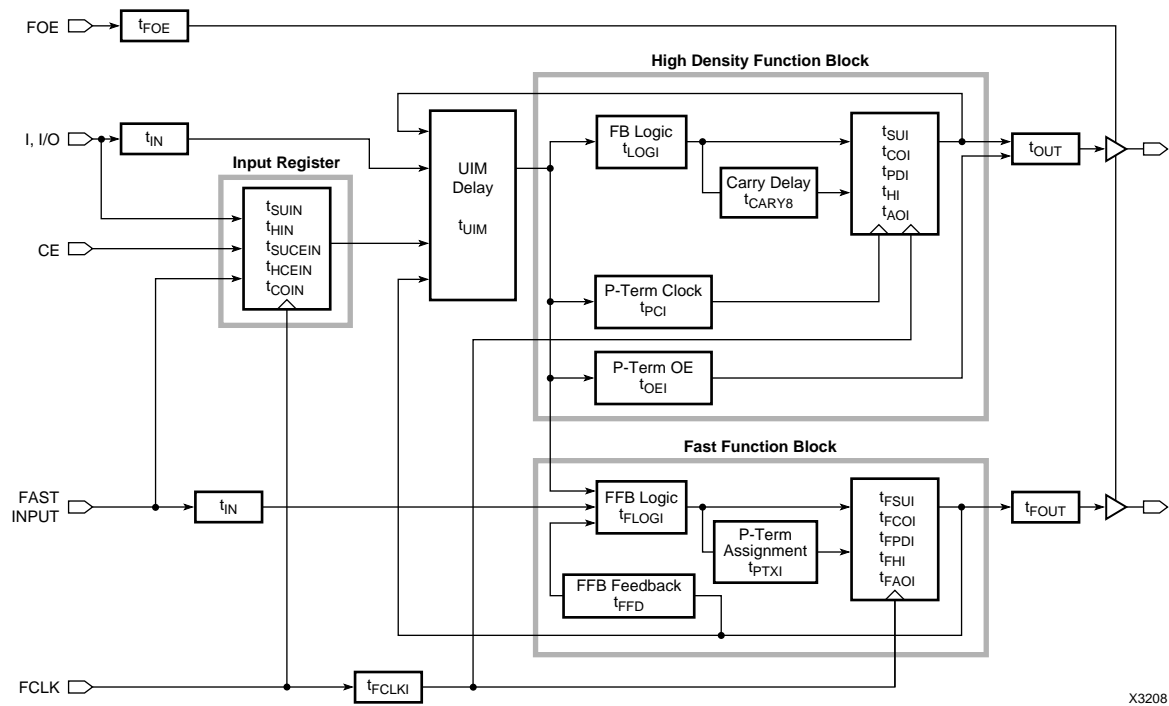 FOE
tFOE
High Density Function Block
I, I/O
tIN
Input Register
tSUIN
tHIN
tSUCEIN
tHCEIN
tCOIN
CE
UIM
Delay
tUIM
FB Logic
tLOGI
Carry Delay
tCARY8
tSUI
tCOI
tPDI
tHI
tAOI
tOUT
P-Term Clock
tPCI
P-Term OE
tOEI
Fast Function Block
FAST
INPUT
tIN
FFB Logic
tFLOGI
P-Term
Assignment
tPTXI
tFSUI
tFCOI
tFPDI
tFHI
tFAOI
tFOUT
FFB Feedback
tFFD
FCLK
tFCLKI
X3208